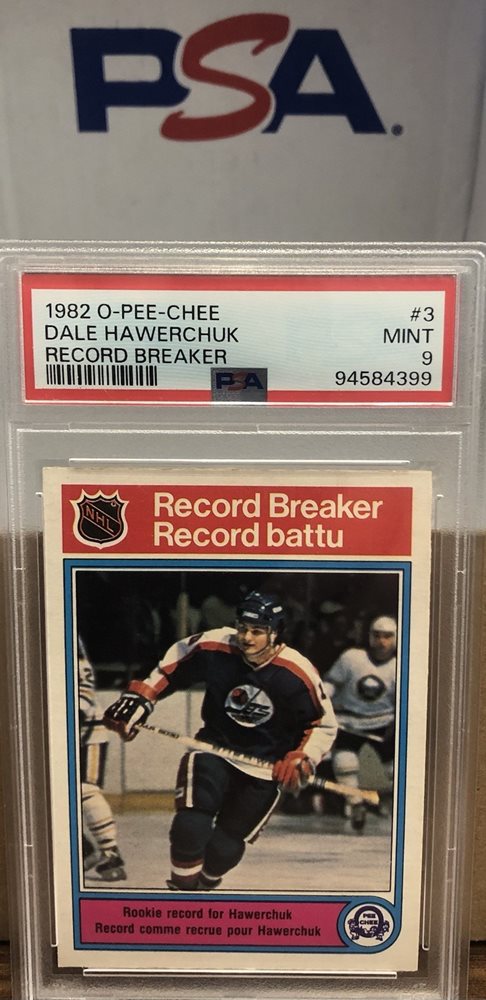 PSA
1982 O-PEE-CHEE #3
DALE HAWERCHUK MINT
RECORD BREAKER 9
PSA 94584399
NHL Record Breaker
Record battu
JETS
Rookie record for Hawerchuk
Record comme recrue pour Hawerchuk
PEE
CHEE